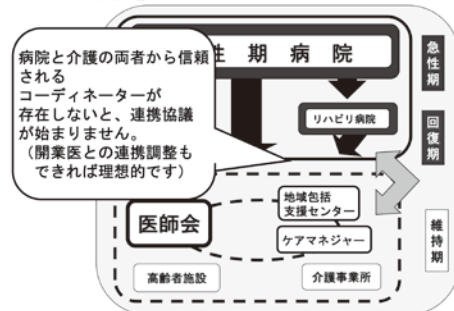 病院と介護の両者から信頼
される
コーディネーターが
存在しないと、連携協議
が始まりません。
（開業医との連携調整も
できれば理想的です）
性期病院
急性期
リハビリ病院
回復期
医師会
地域包括
支援センター
ケアマネジャー
維持期
高齢者施設
介護事業所